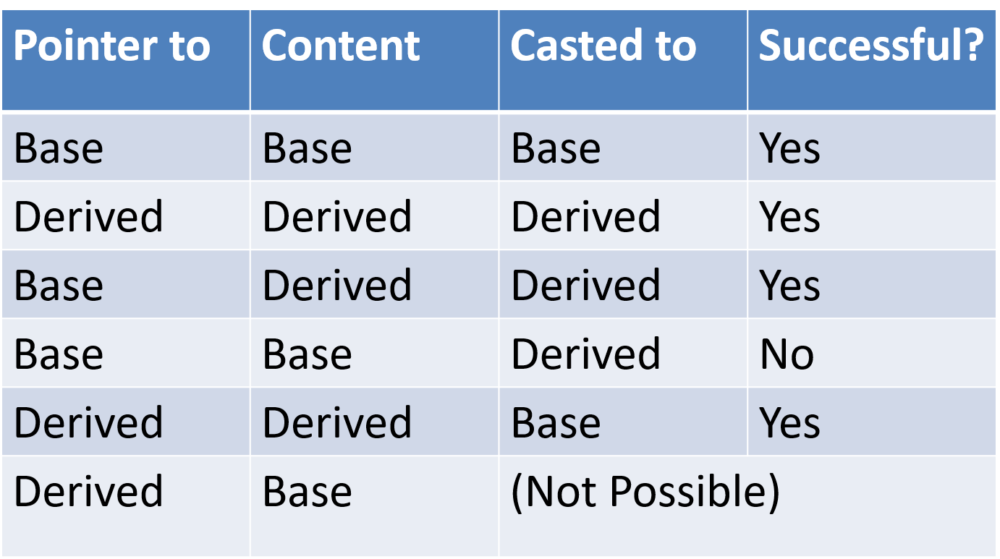 Pointer to Content Casted to Successful?
Base Base Base Yes
Derived Derived Derived Yes
Base Derived Derived Yes
Base Base Derived No
Derived Derived Base Yes
Derived Base (Not Possible)